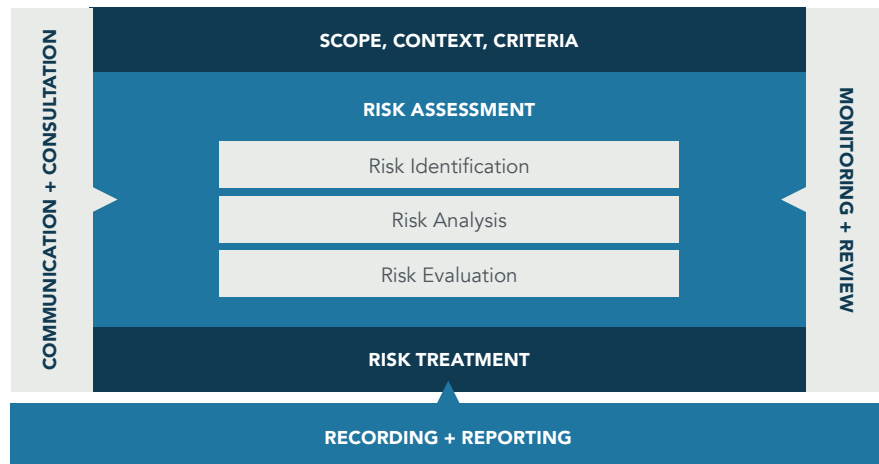 SCOPE, CONTEXT, CRITERIA
COMMUNICATION + CONSULTATION
RISK ASSESSMENT
Risk Identification
Risk Analysis
Risk Evaluation
MONITORING + REVIEW
RISK TREATMENT
RECORDING + REPORTING